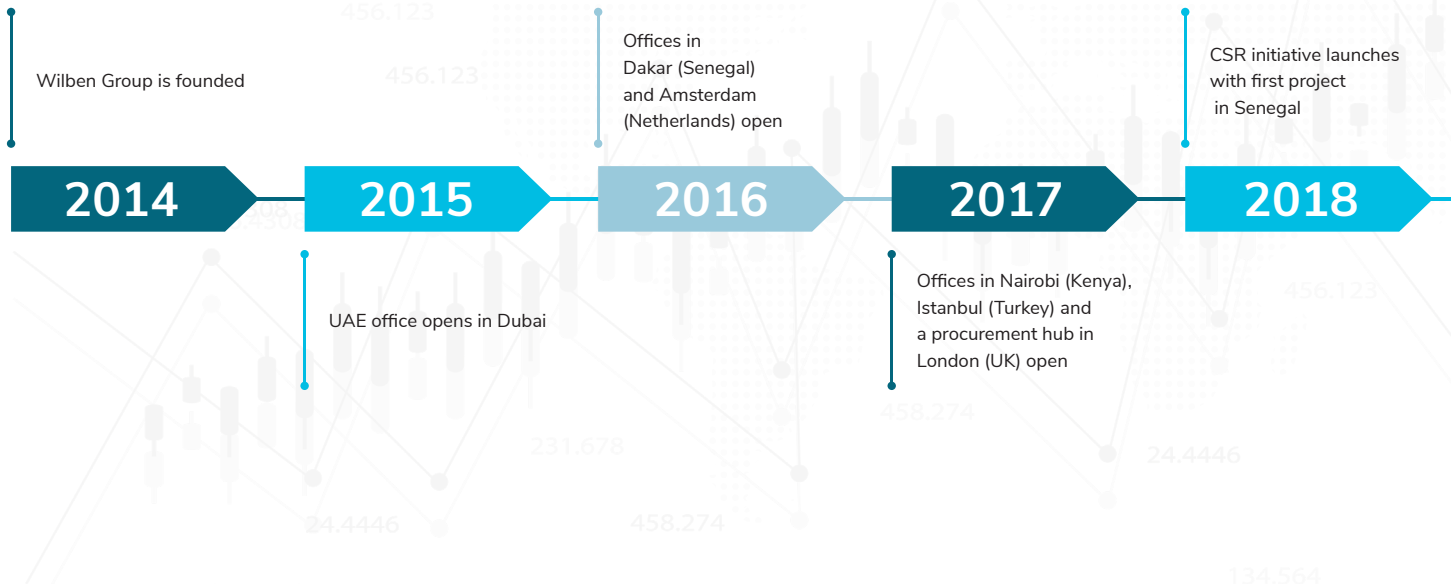 456.123
456.123
Wilben Group is founded
Offices in
Dakar (Senegal)
and Amsterdam
(Netherlands) open
CSR initiative launches
with first project
in Senegal
2014
2015
2016
2017
2018
UAE office opens in Dubai
Offices in Nairobi (Kenya),
Istanbul (Turkey) and
a procurement hub in
London (UK) open
456.123
458.274
231.678
24.4446
24.4446
458.274
134.564